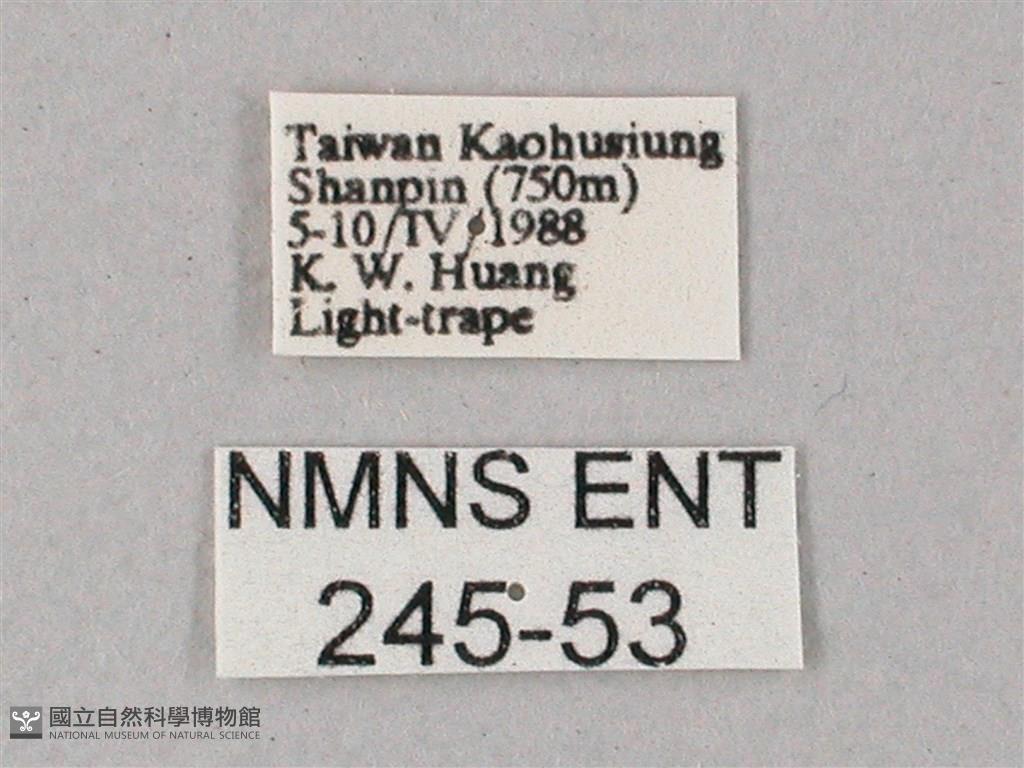 Taiwan Kaohusiung
Shanpin (750m)
5-10/IV/1988
K. W. Huang
Light-trape
NMNS ENT
245-53
國立自然科學博物館
NATIONAL MUSEUM OF NATURAL SCIENCE